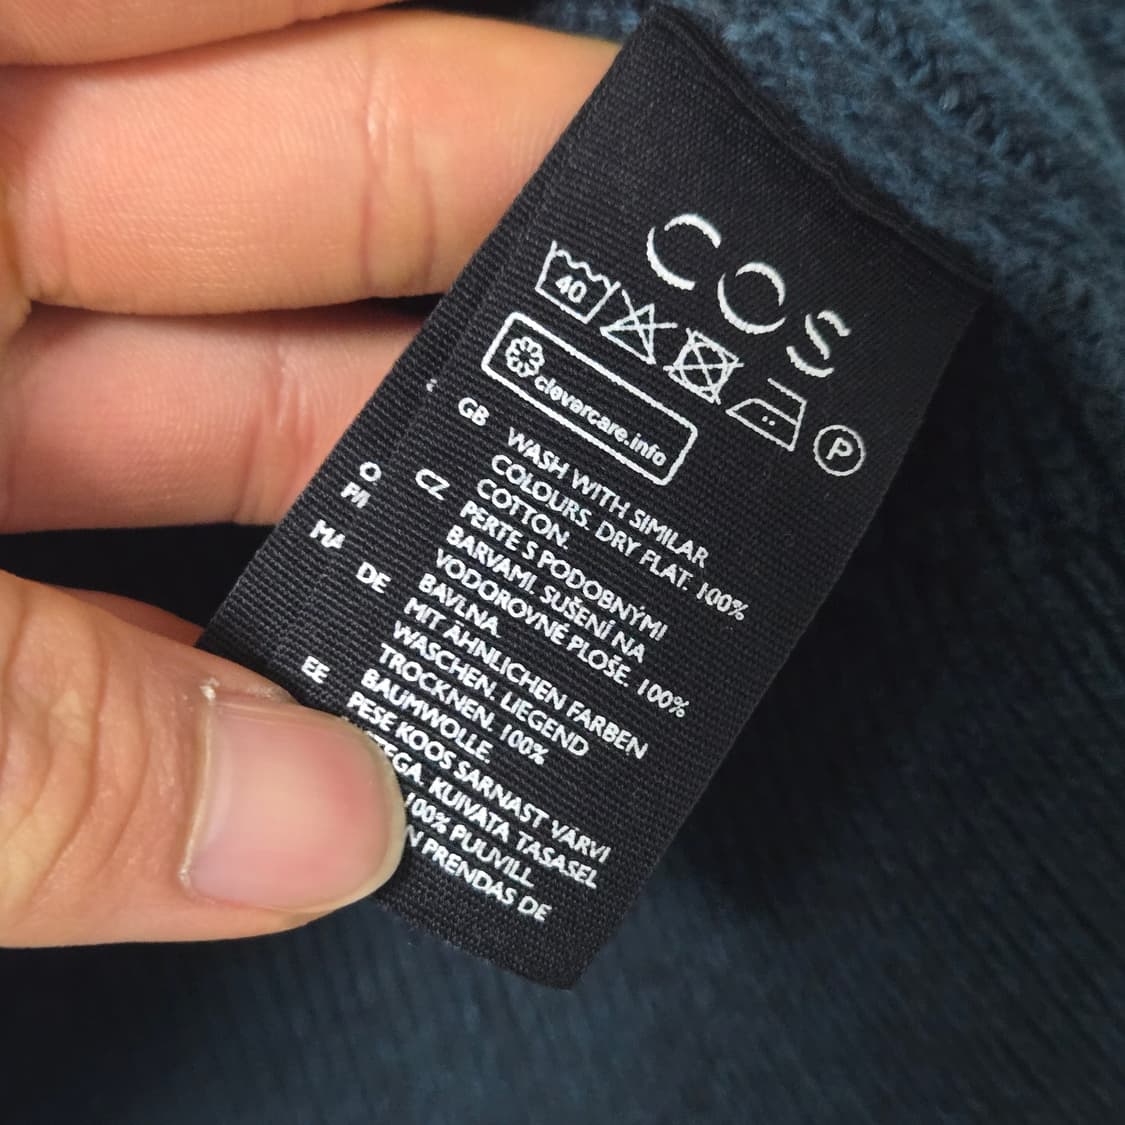 COS
40
P
clevercare.info
GB WASH WITH SIMILAR
COLOURS. DRY FLAT. 100%
COTTON.
CZ PERTE S PODOBNÝMI
BARVAMI. SUŠENÍ NA
VODOROVNÉ PLOŠE. 100%
BAVLNA.
DE MIT ÄHNLICHEN FARBEN
WASCHEN. LIEGEND
TROCKNEN. 100%
BAUMWOLLE.
EE PESE KOOS SARNAST VÄRVI
KUIVATA TASASEL
100% PUUVILL.
PRENDAS DE